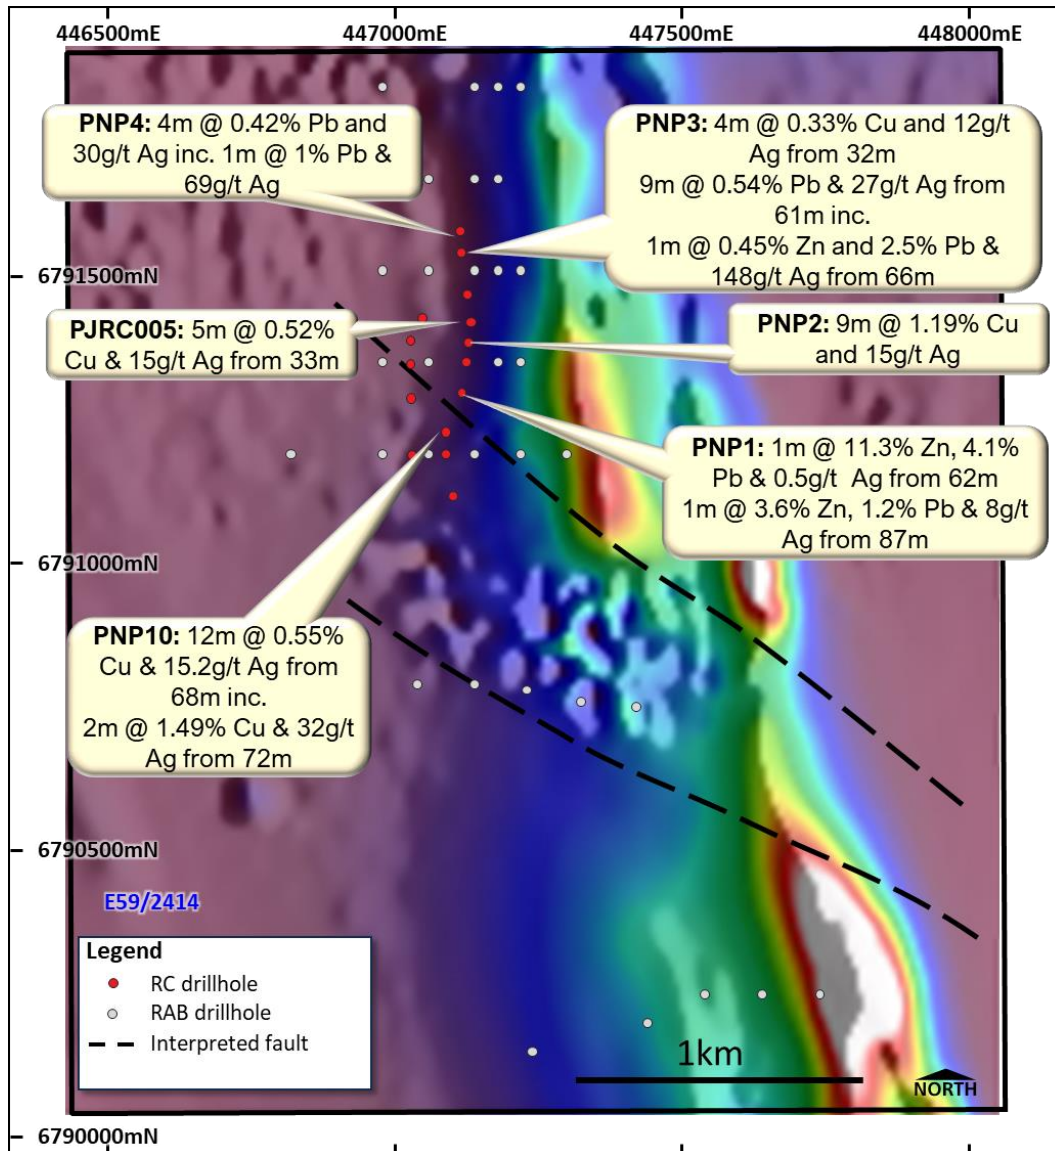 446500mE
447000mE
447500mE
448000mE
PNP4: 4m @ 0.42% Pb and
30g/t Ag inc. 1m @ 1% Pb &
69g/t Ag
PNP3: 4m @ 0.33% Cu and 12g/t
Ag from 32m
9m @ 0.54% Pb & 27g/t Ag from
61m inc.
1m @ 0.45% Zn and 2.5% Pb &
148g/t Ag from 66m
6791500mN
PJRC005: 5m @ 0.52%
Cu & 15g/t Ag from 33m
PNP2: 9m @ 1.19% Cu
and 15g/t Ag
PNP1: 1m @ 11.3% Zn, 4.1%
Pb & 0.5g/t Ag from 62m
1m @ 3.6% Zn, 1.2% Pb & 8g/t
Ag from 87m
6791000mN
PNP10: 12m @ 0.55%
Cu & 15.2g/t Ag from
68m inc.
2m @ 1.49% Cu & 32g/t
Ag from 72m
6790500mN
E59/2414
Legend
RC drillhole
RAB drillhole
Interpreted fault
1km
NORTH
6790000mN